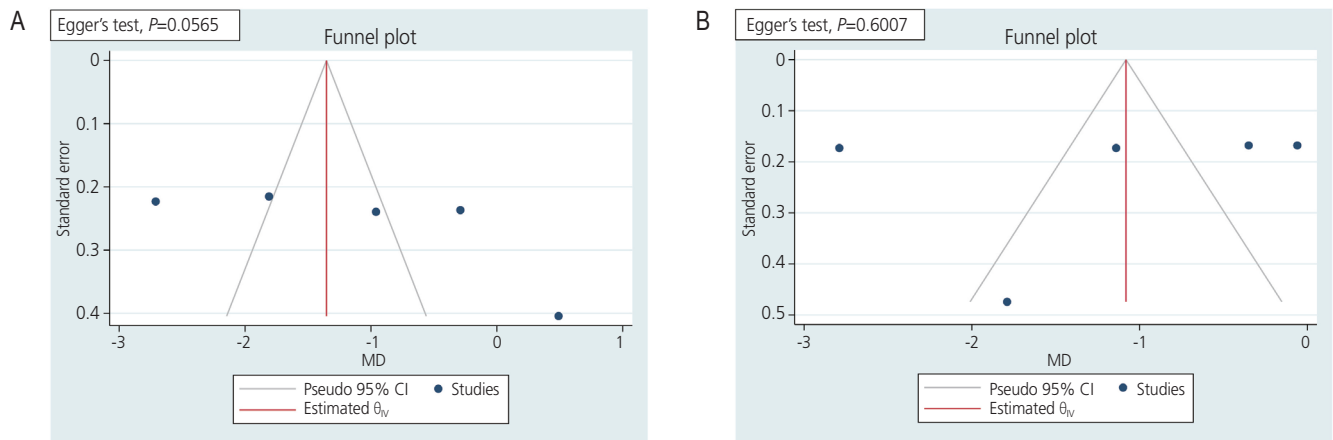 A
Egger's test, P=0.0565
Funnel plot
0
0.1
0.2
0.3
0.4
Standard error
-3 -2 -1 0 1
MD
Pseudo 95% CI Studies
Estimated θIV
B
Egger's test, P=0.6007
Funnel plot
0
0.1
0.2
0.3
0.4
0.5
Standard error
-3 -2 -1 0
MD
Pseudo 95% CI Studies
Estimated θIV